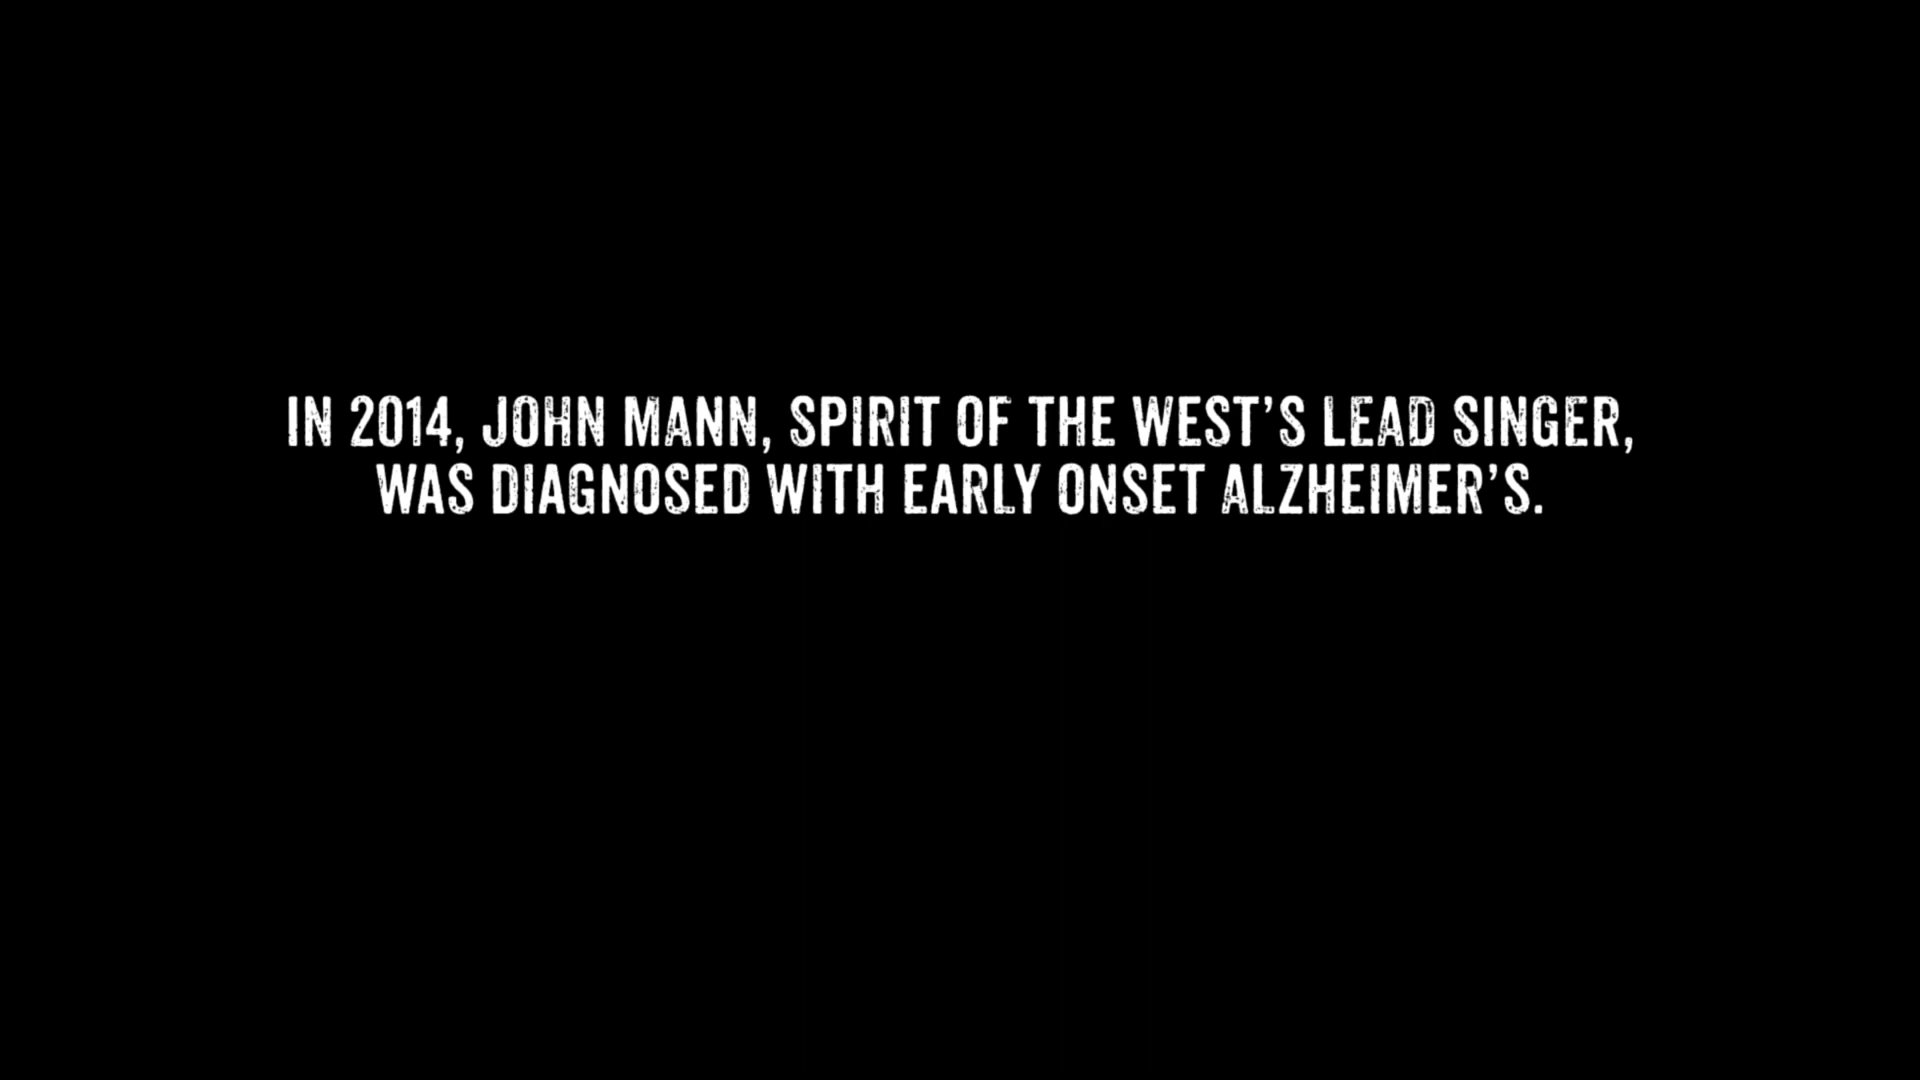 IN 2014, JOHN MANN, SPIRIT OF THE WEST’S LEAD SINGER,
WAS DIAGNOSED WITH EARLY ONSET ALZHEIMER’S.